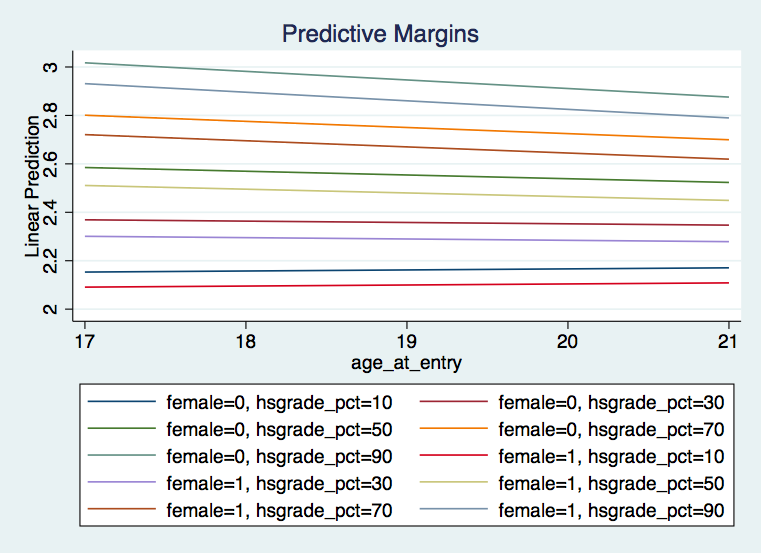 Predictive Margins
Linear Prediction
3
2.8
2.6
2.4
2.2
2
17 18 19 20 21
age_at_entry
female=0, hsgrade_pct=10 female=0, hsgrade_pct=30
female=0, hsgrade_pct=50 female=0, hsgrade_pct=70
female=0, hsgrade_pct=90 female=1, hsgrade_pct=10
female=1, hsgrade_pct=30 female=1, hsgrade_pct=50
female=1, hsgrade_pct=70 female=1, hsgrade_pct=90